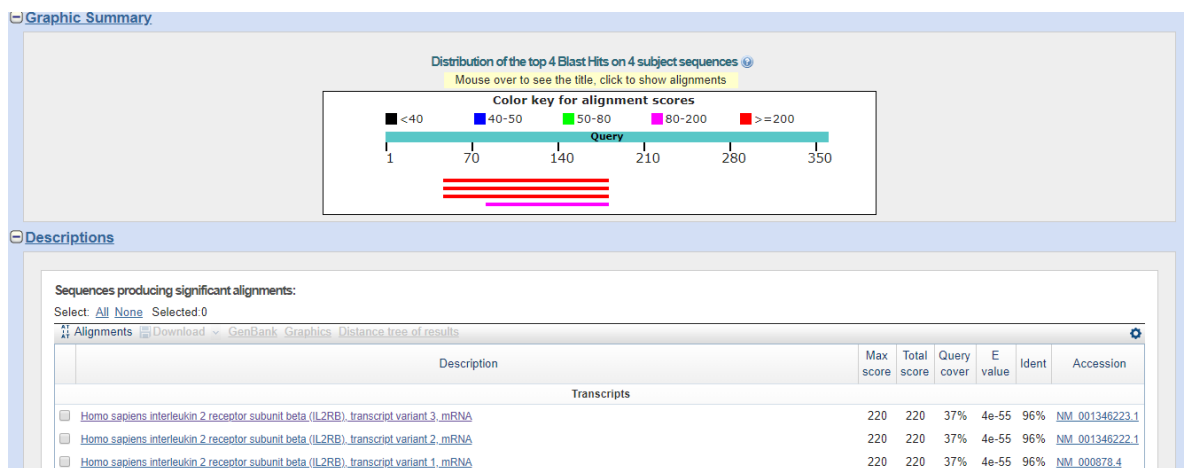 Graphic Summary
Distribution of the top 4 Blast Hits on 4 subject sequences
Mouse over to see the title, click to show alignments
Color key for alignment scores
<40 40-50 50-80 80-200 >=200
Query
1 70 140 210 280 350
Descriptions
Sequences producing significant alignments:
Select: All None Selected:0
Alignments Download GenBank Graphics Distance tree of results
Description Max score Total score Query cover E value Ident Accession
Transcripts
Homo sapiens interleukin 2 receptor subunit beta (IL2RB), transcript variant 3, mRNA 220 220 37% 4e-55 96% NM_001346223.1
Homo sapiens interleukin 2 receptor subunit beta (IL2RB), transcript variant 2, mRNA 220 220 37% 4e-55 96% NM_001346222.1
Homo sapiens interleukin 2 receptor subunit beta (IL2RB), transcript variant 1, mRNA 220 220 37% 4e-55 96% NM_000878.4